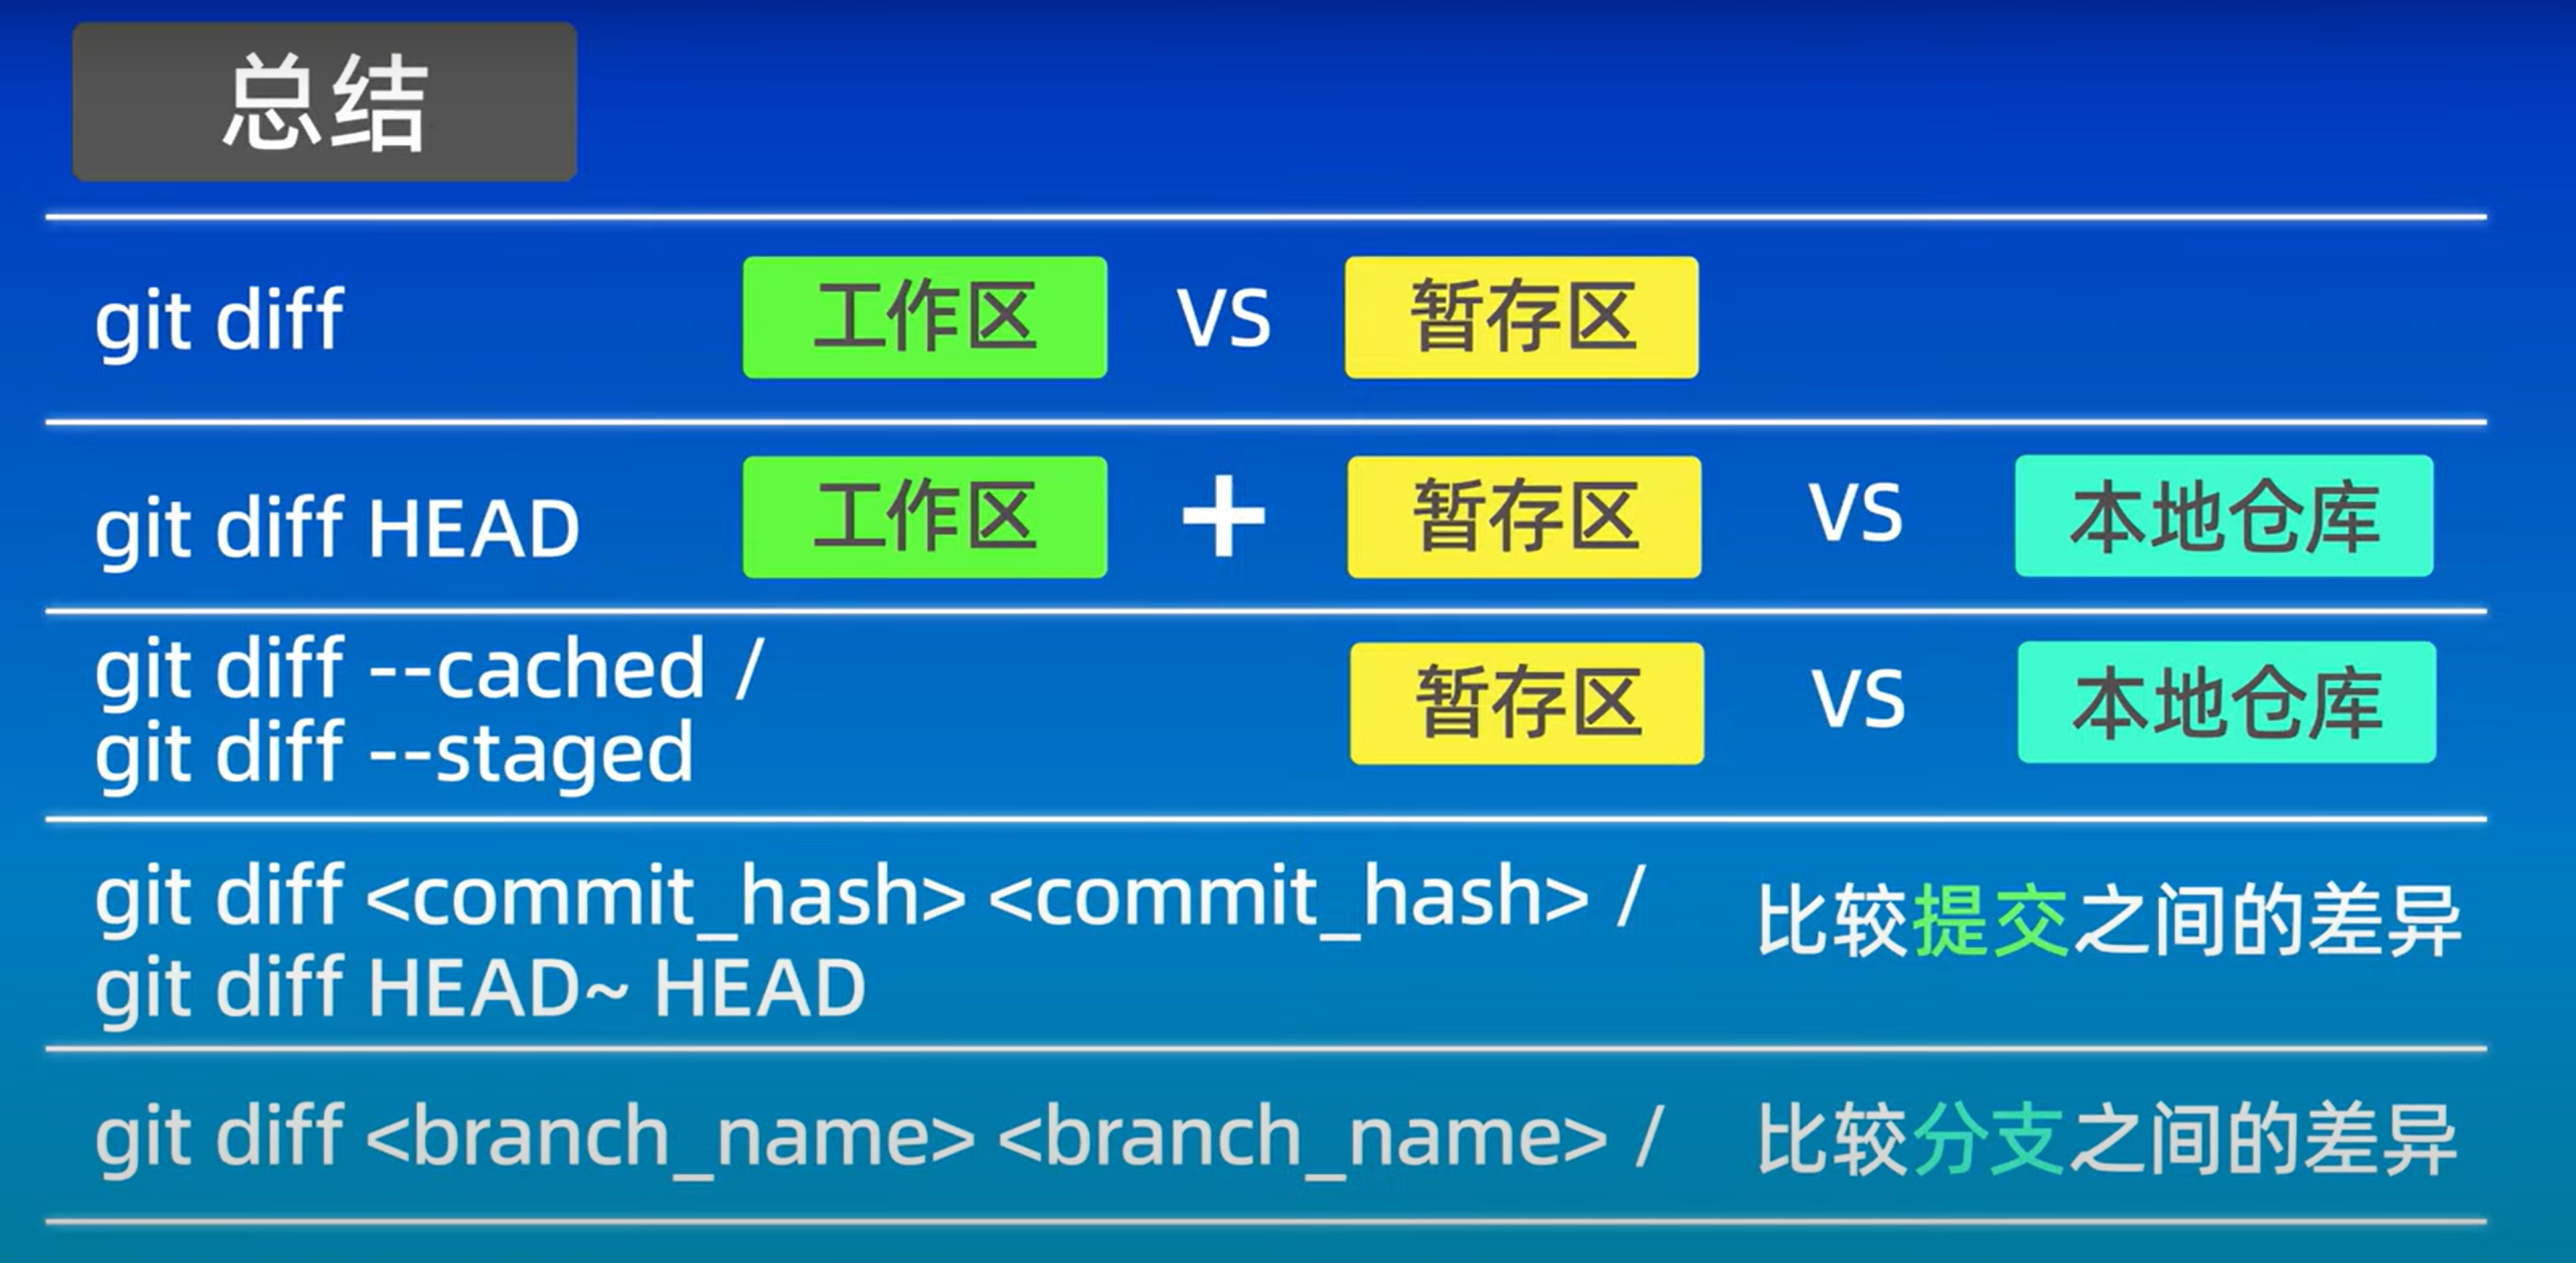 总结
git diff 工作区 VS 暂存区
git diff HEAD 工作区 + 暂存区 VS 本地仓库
git diff --cached /
git diff --staged
暂存区 VS 本地仓库
git diff <commit_hash> <commit_hash> /
git diff HEAD~ HEAD
比较提交之间的差异
git diff <branch_name> <branch_name> / 比较分支之间的差异